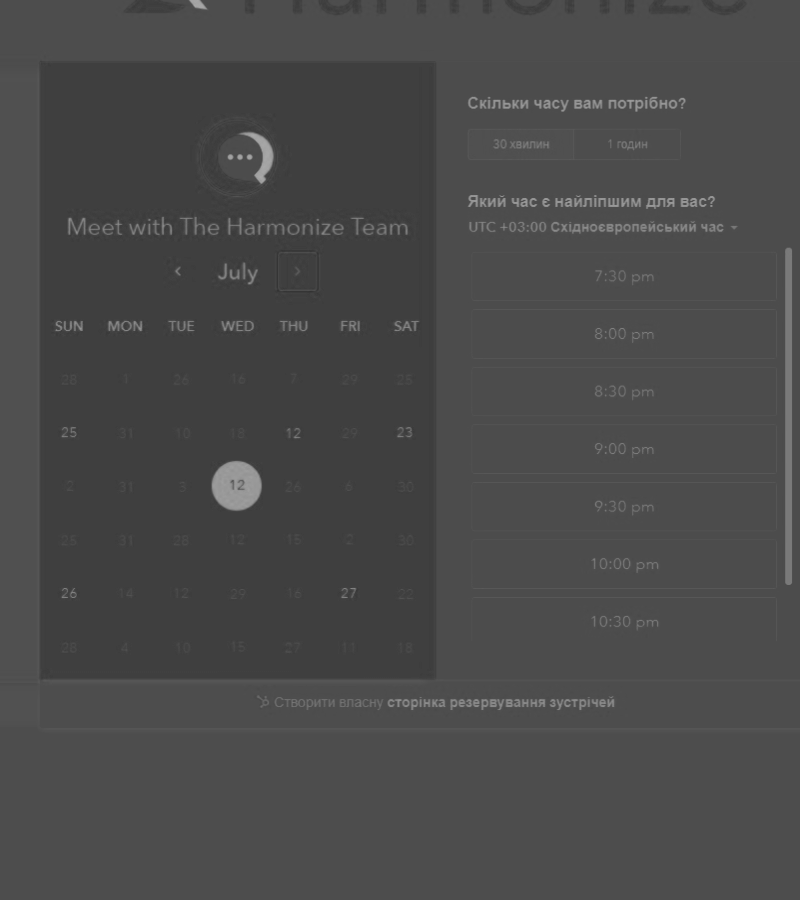 Harmonize
Meet with The Harmonize Team
July
SUN MON TUE WED THU FRI SAT
28 1 26 16 7 29 25
25 31 10 18 12 29 23
2 31 3 12 26 6 30
25 31 28 12 15 2 30
26 14 12 29 16 27 22
28 4 10 15 27 11 18
Скільки часу вам потрібно?
30 хвилин 1 годин
Який час є найліпшим для вас?
UTC +03:00 Східноєвропейський час
7:30 pm
8:00 pm
8:30 pm
9:00 pm
9:30 pm
10:00 pm
10:30 pm
Створити власну сторінка резервування зустрічей